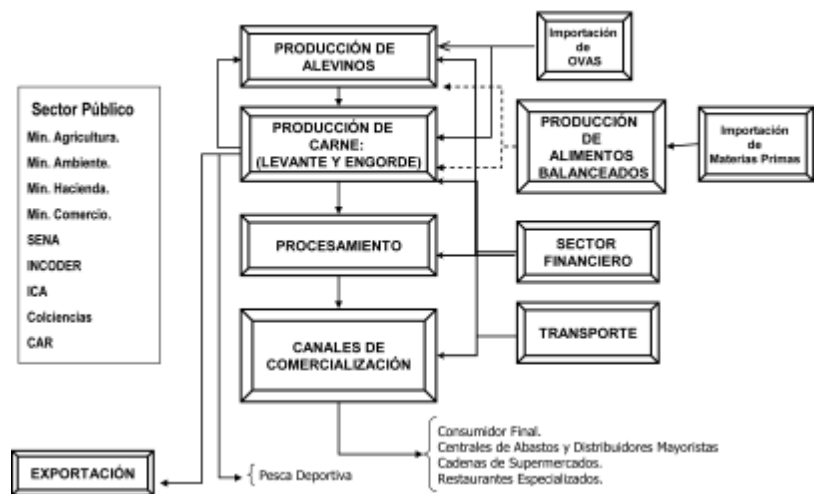 PRODUCCIÓN DE
ALEVINOS
Importación
de
OVAS
Sector Público
Min. Agricultura.
Min. Ambiente.
Min. Hacienda.
Min. Comercio.
SENA
INCODER
ICA
Colciencias
CAR
PRODUCCIÓN DE
CARNE:
(LEVANTE Y ENGORDE)
PRODUCCIÓN
DE
ALIMENTOS
BALANCEADOS
Importación
de
Materias Primas
PROCESAMIENTO
SECTOR
FINANCIERO
CANALES DE
COMERCIALIZACIÓN
TRANSPORTE
EXPORTACIÓN
Pesca Deportiva
Consumidor Final.
Centrales de Abastos y Distribuidores Mayoristas
Cadenas de Supermercados.
Restaurantes Especializados.